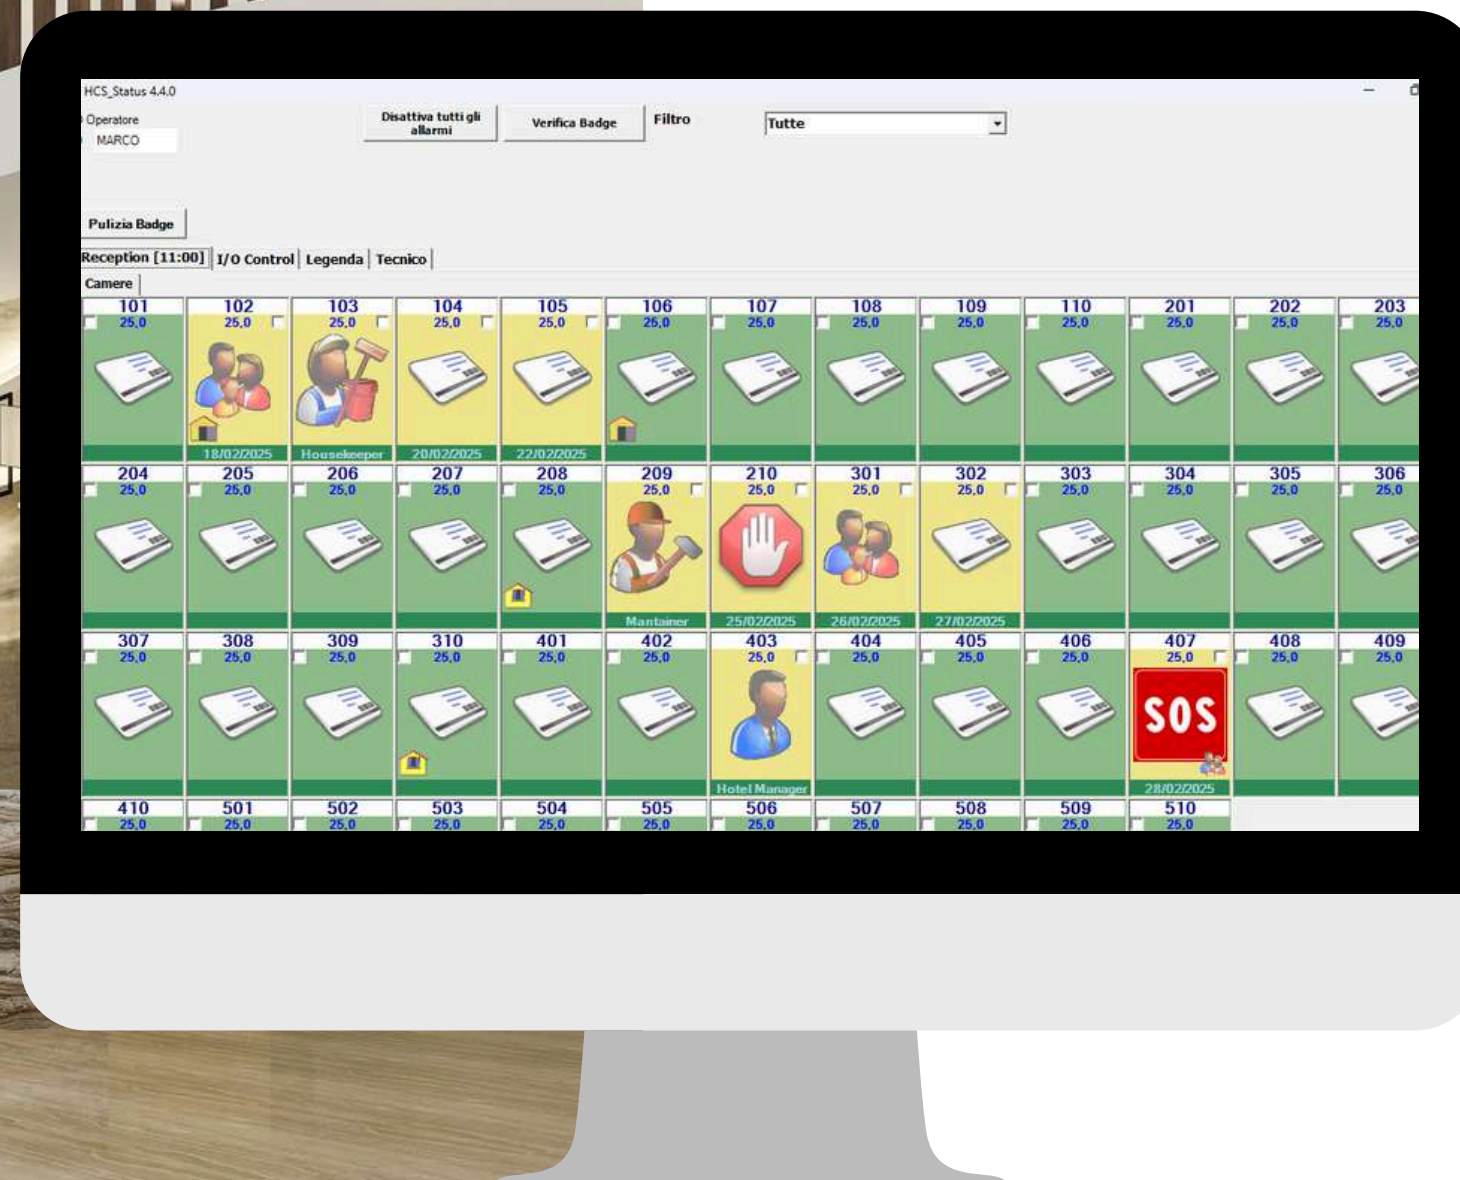 HCS_Status 4.4.0
Operatore
MARCO
Disattiva tutti gli
allarmi
Verifica Badge
Filtro
Tutte
Pulizia Badge
Reception [11:00] I/O Control Legenda Tecnico
Camere
101 102 103 104 105 106 107 108 109 110 201 202 203
25,0 25,0 25,0 25,0 25,0 25,0 25,0 25,0 25,0 25,0 25,0 25,0 25,0
18/02/2025 Housekeeper 20/02/2025 22/02/2025
204 205 206 207 208 209 210 301 302 303 304 305 306
25,0 25,0 25,0 25,0 25,0 25,0 25,0 25,0 25,0 25,0 25,0 25,0 25,0
Mantainer 25/02/2025 26/02/2025 27/02/2025
307 308 309 310 401 402 403 404 405 406 407 408 409
25,0 25,0 25,0 25,0 25,0 25,0 25,0 25,0 25,0 25,0 25,0 25,0 25,0
SOS
Hotel Manager 28/02/2025
410 501 502 503 504 505 506 507 508 509 510
25,0 25,0 25,0 25,0 25,0 25,0 25,0 25,0 25,0 25,0 25,0